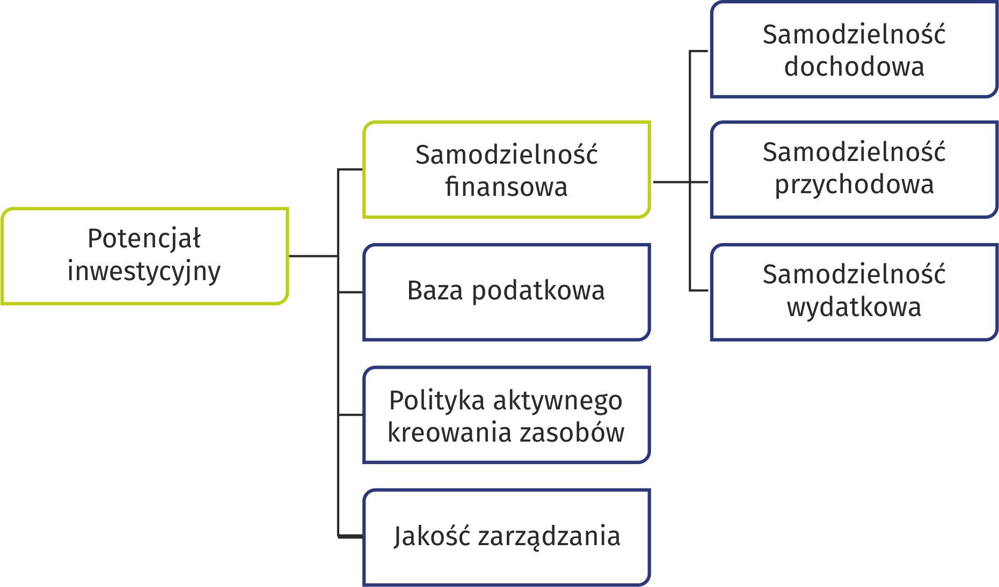 Potencjał
inwestycyjny
Samodzielność
finansowa
Baza podatkowa
Polityka aktywnego
kreowania zasobów
Jakość zarządzania
Samodzielność
dochodowa
Samodzielność
przychodowa
Samodzielność
wydatkowa